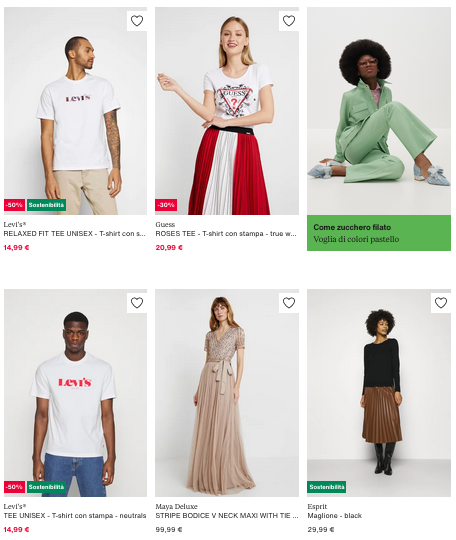 LEVI'S
GUESS
?
-50% Sostenibilità
-30%
Levi's®
RELAXED FIT TEE UNISEX - T-shirt con s...
14,99 €
Guess
ROSES TEE - T-shirt con stampa - true w...
20,99 €
Come zucchero filato
Voglia di colori pastello
Levi's
-50% Sostenibilità
Sostenibilità
Levi's®
TEE UNISEX - T-shirt con stampa - neutrals
14,99 €
Maya Deluxe
STRIPE BODICE V NECK MAXI WITH TIE ...
99,99 €
Esprit
Maglione - black
29,99 €